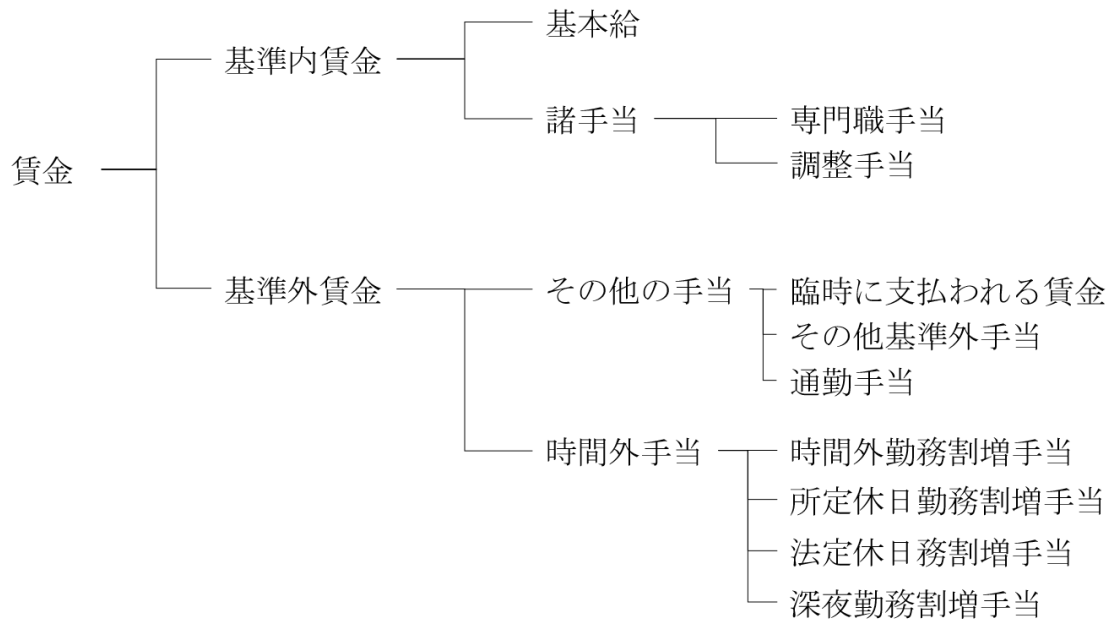 基本給
基準内賃金
諸手当
専門職手当
調整手当
賃金
基準外賃金
その他の手当
臨時に支払われる賃金
その他基準外手当
通勤手当
時間外手当
時間外勤務割増手当
所定休日勤務割増手当
法定休日務割増手当
深夜勤務割増手当